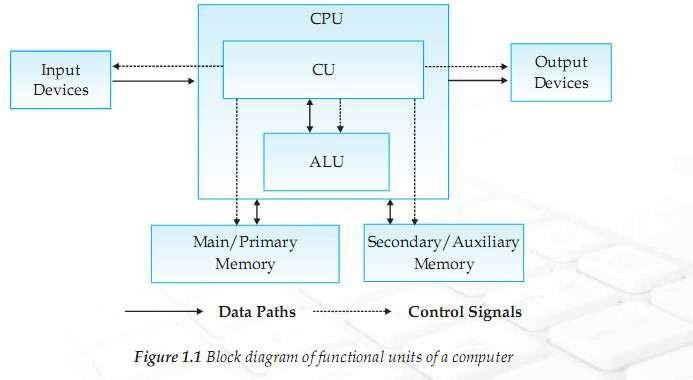 CPU
Input
Devices
CU
Output
Devices
ALU
Main/Primary
Memory
Secondary/Auxiliary
Memory
Data Paths
Control Signals
Figure 1.1 Block diagram of functional units of a computer